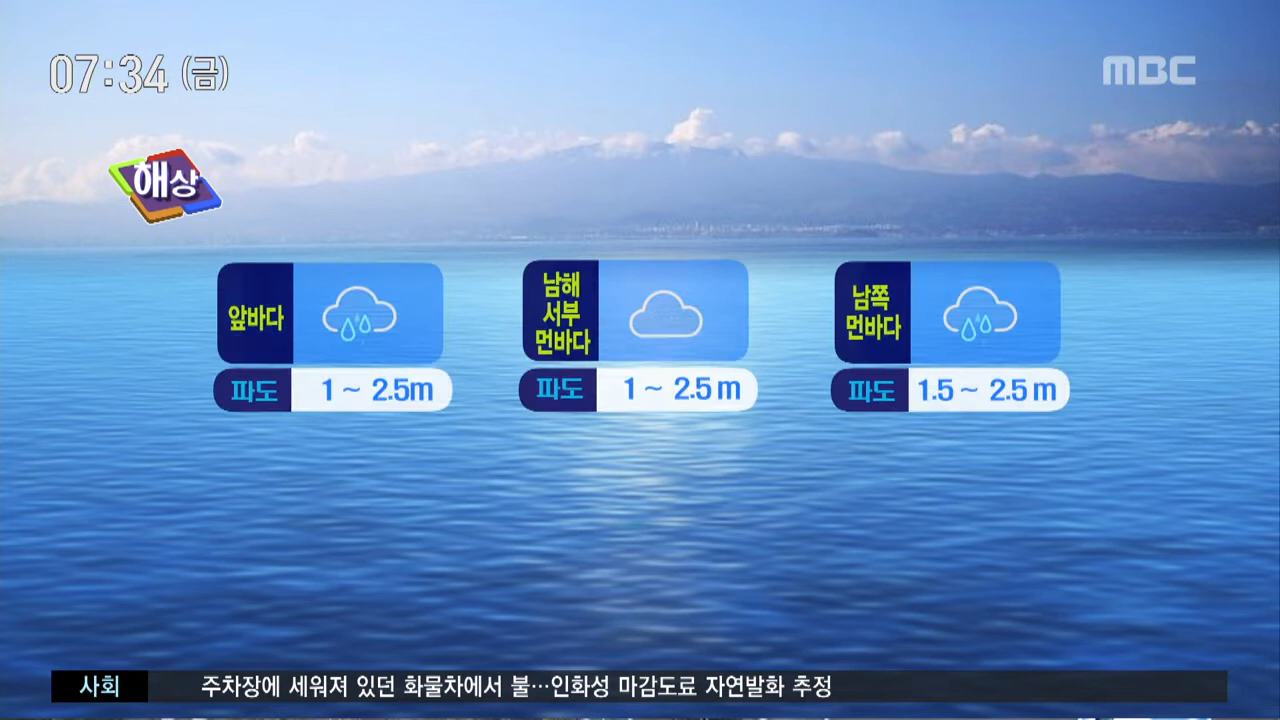 07:34 (금)
MBC
해상
앞바다
파도 1 ~ 2.5m
남해
서부
먼바다
파도 1 ~ 2.5m
남쪽
먼바다
파도 1.5 ~ 2.5m
사회 주차장에 세워져 있던 화물차에서 불…인화성 마감도료 자연발화 추정